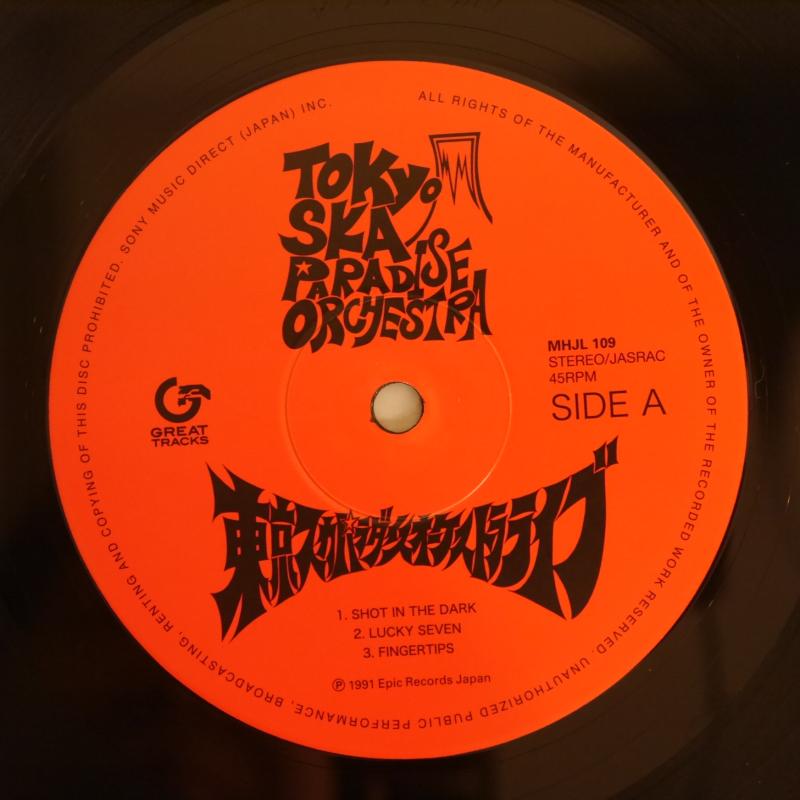 ALL RIGHTS OF THE MANUFACTURER AND OF THE OWNER OF THE RECORDED WORK RESERVED. UNAUTHORIZED PUBLIC PERFORMANCE, BROADCASTING, RENTING AND COPYING OF THIS DISC PROHIBITED. SONY MUSIC DIRECT (JAPAN) INC.
TOKYO
SKA
PARADISE
ORCHESTRA
MHJL 109
STEREO/JASRAC
45RPM
SIDE A
GREAT
TRACKS
東京スカパラダイスオーケストラライブ
1. SHOT IN THE DARK
2. LUCKY SEVEN
3. FINGERTIPS
℗ 1991 Epic Records Japan